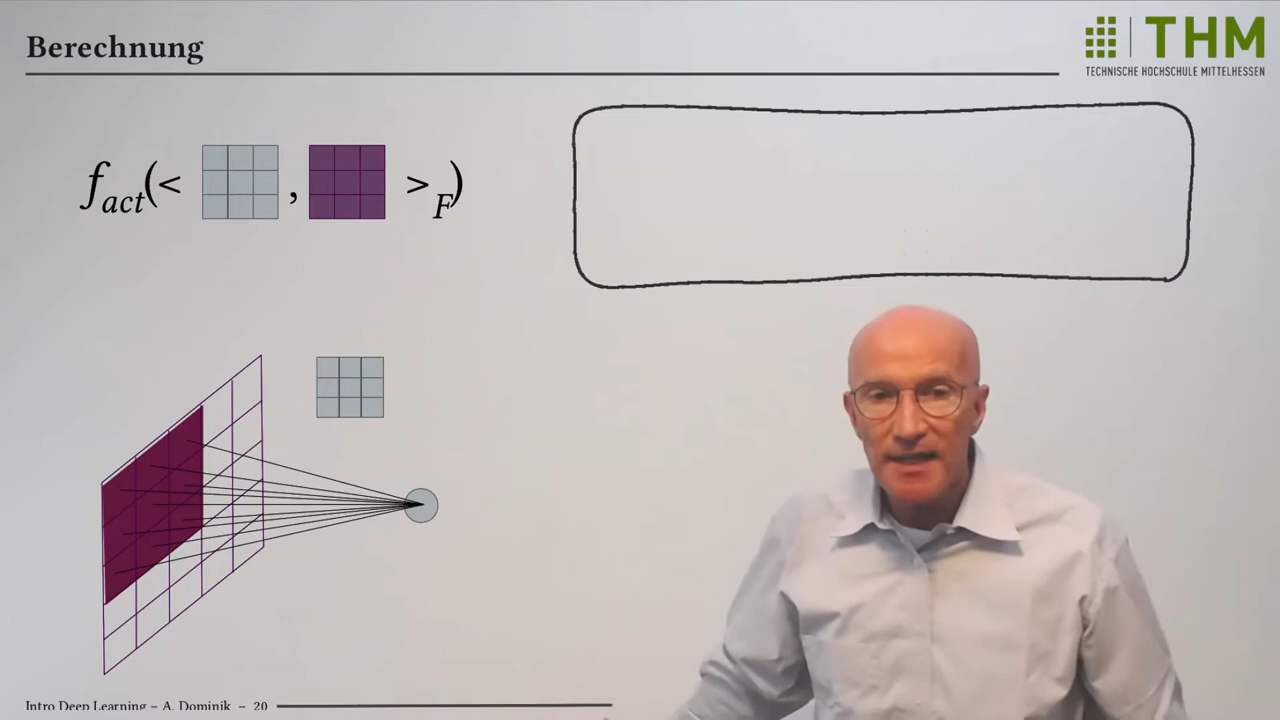 Berechnung
THM
TECHNISCHE HOCHSCHULE MITTELHESSEN
f_act(< , >_F)
Intro Deep Learning – A. Dominik – 20